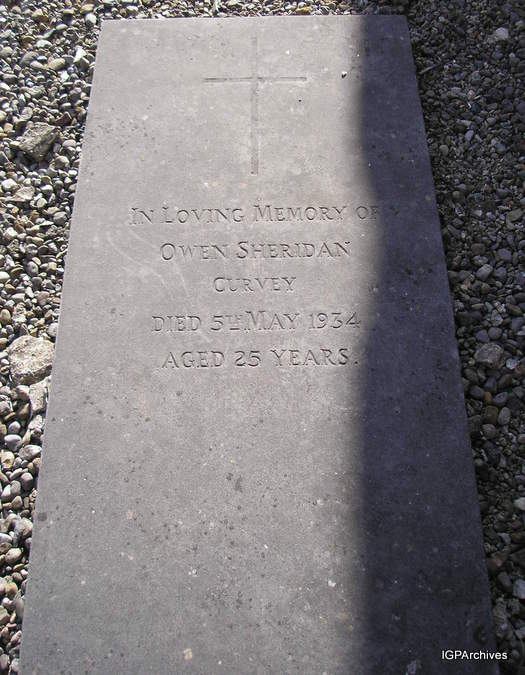 In Loving Memory of
Owen Sheridan
Curvey
Died 5th May 1934
Aged 25 years.
IGPArchives